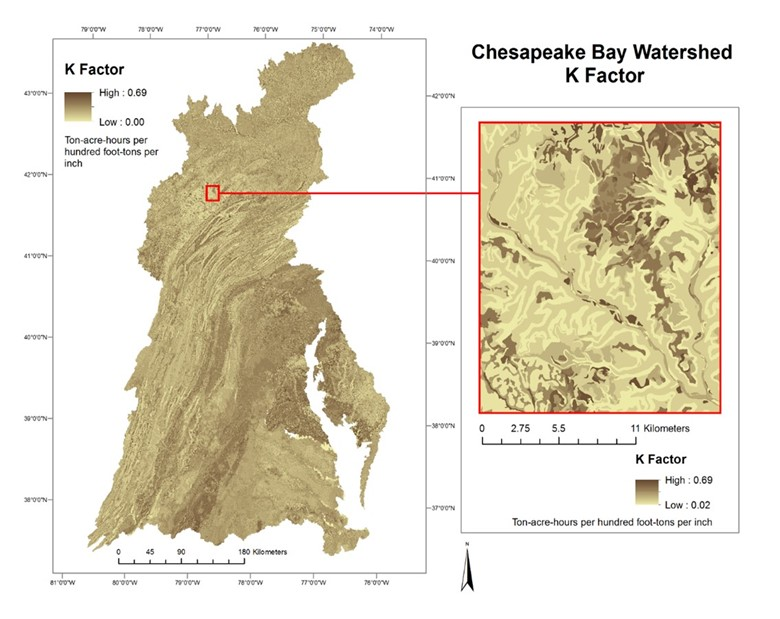 79°0'0"W 78°0'0"W 77°0'0"W 76°0'0"W 75°0'0"W 74°0'0"W
Chesapeake Bay Watershed
K Factor
K Factor
High : 0.69
Low : 0.00
Ton-acre-hours per
hundred foot-tons per
inch
43°0'0"N
42°0'0"N
41°0'0"N
40°0'0"N
39°0'0"N
38°0'0"N
42°0'0"N
41°0'0"N
40°0'0"N
39°0'0"N
38°0'0"N
37°0'0"N
0 45 90 180 Kilometers
81°0'0"W 80°0'0"W 79°0'0"W 78°0'0"W 77°0'0"W 76°0'0"W
0 2.75 5.5 11 Kilometers
K Factor
High : 0.69
Low : 0.02
Ton-acre-hours per hundred foot-tons per inch
N